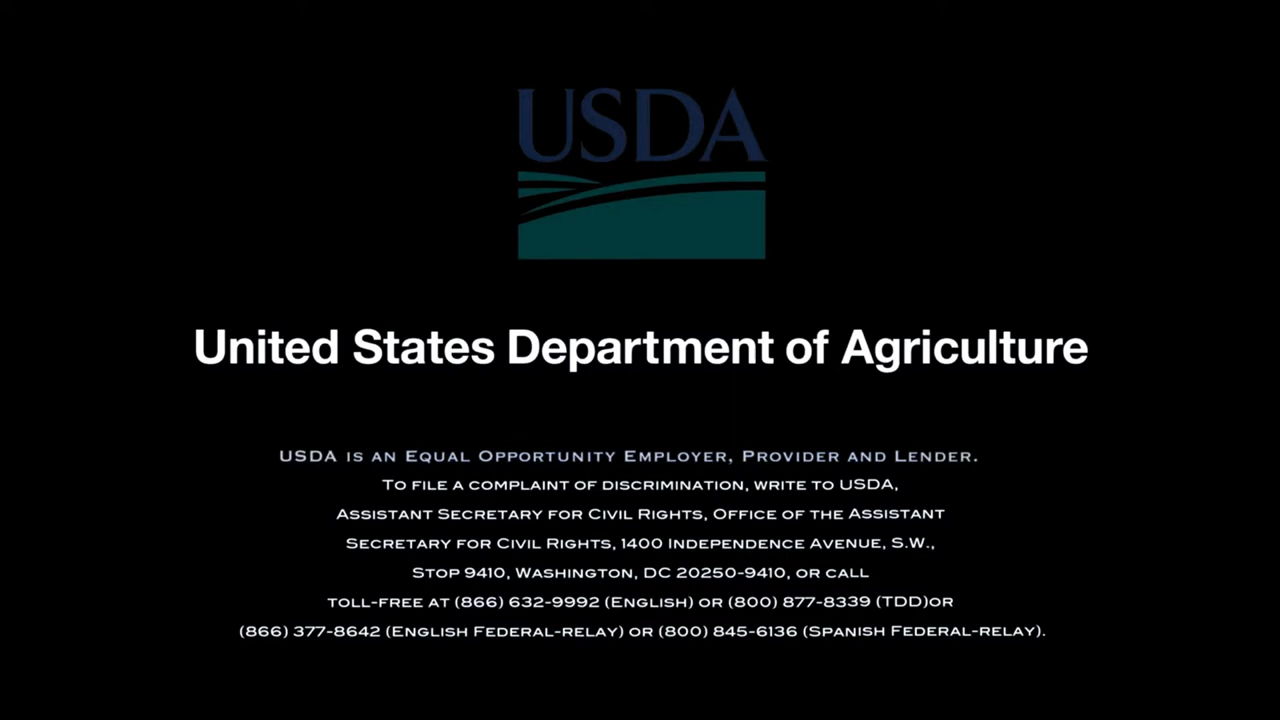 USDA
United States Department of Agriculture
USDA is an Equal Opportunity Employer, Provider and Lender.
To file a complaint of discrimination, write to USDA,
Assistant Secretary for Civil Rights, Office of the Assistant
Secretary for Civil Rights, 1400 Independence Avenue, S.W.,
Stop 9410, Washington, DC 20250-9410, or call
toll-free at (866) 632-9992 (English) or (800) 877-8339 (TDD)or
(866) 377-8642 (English Federal-relay) or (800) 845-6136 (Spanish Federal-relay).